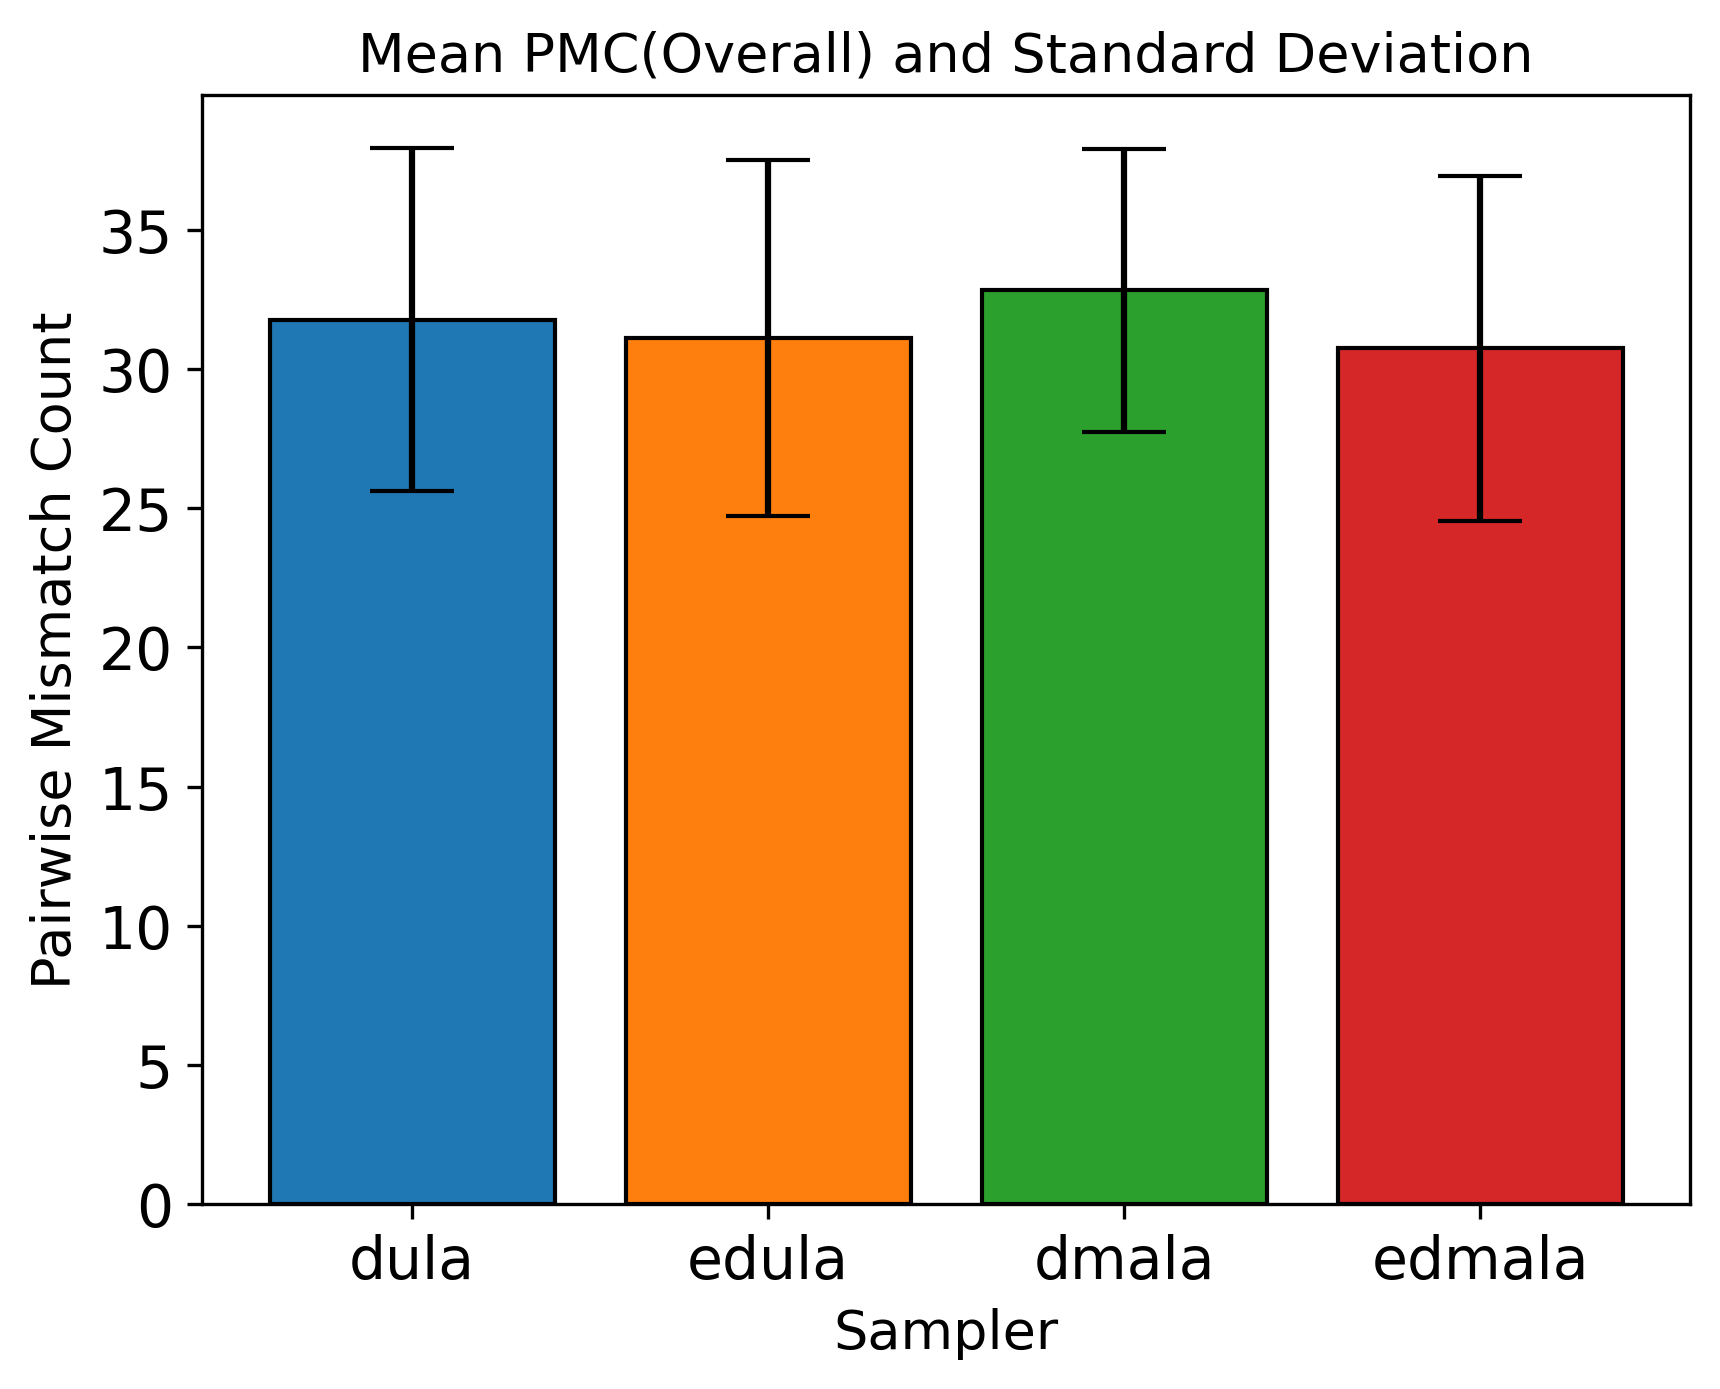 Mean PMC(Overall) and Standard Deviation
Pairwise Mismatch Count
35
30
25
20
15
10
5
0
dula edula dmala edmala
Sampler